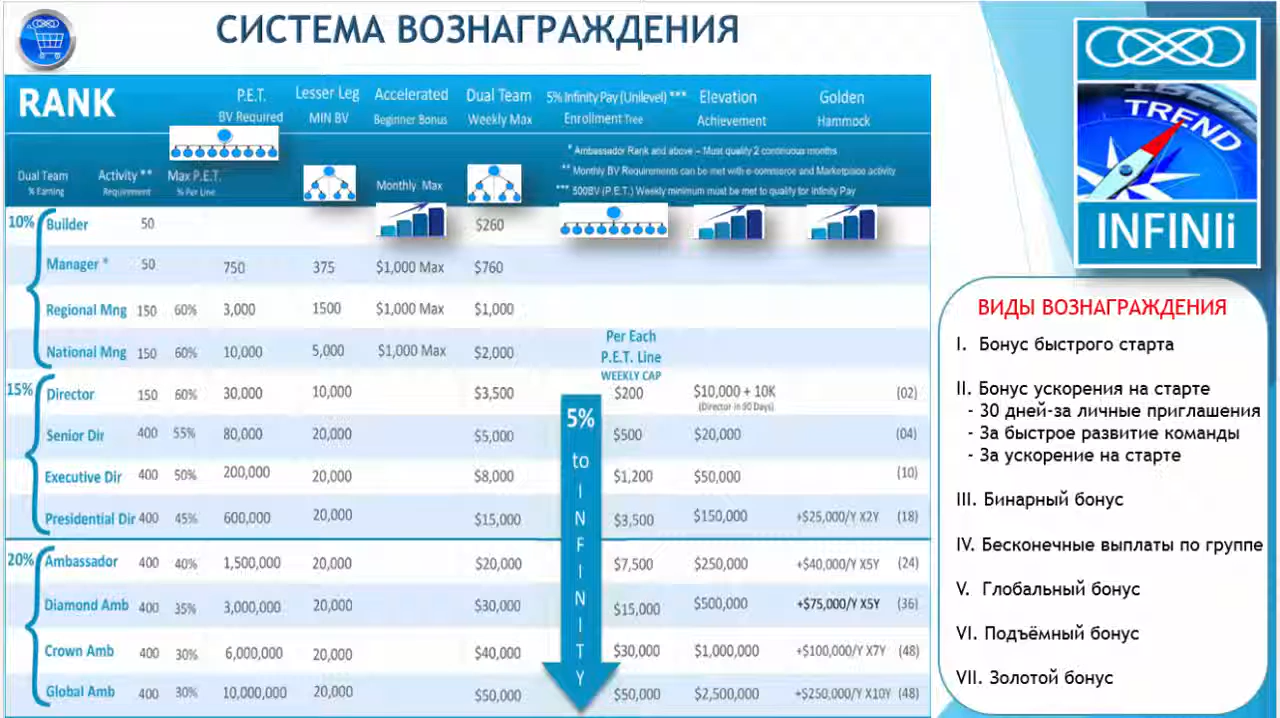 СИСТЕМА ВОЗНАГРАЖДЕНИЯ
RANK
P.E.T. BV Required
Lesser Leg MIN BV
Accelerated Beginner Bonus
Dual Team Weekly Max
5% Infinity Pay (Unilevel) *** Enrollment Tree
Elevation Achievement
Golden Hammock
* Ambassador Rank and above – Must qualify 2 continuous months
** Monthly BV Requirements can be met with e-commerce and Marketplace activity
*** 500BV (P.E.T.) Weekly minimum must be met to qualify for Infinity Pay
Dual Team % Earning
Activity ** Requirement
Max P.E.T. % Per Line
Monthly Max
10% Builder 50 $260
Manager * 50 750 375 $1,000 Max $760
Regional Mng 150 60% 3,000 1500 $1,000 Max $1,000
National Mng 150 60% 10,000 5,000 $1,000 Max $2,000
Per Each
P.E.T. Line
WEEKLY CAP
15% Director 150 60% 30,000 10,000 $3,500 $200 $10,000 + 10K (02)
(Director in 90 Days)
Senior Dir 400 55% 80,000 20,000 $5,000 $500 $20,000 (04)
Executive Dir 400 50% 200,000 20,000 $8,000 $1,200 $50,000 (10)
Presidential Dir 400 45% 600,000 20,000 $15,000 $3,500 $150,000 +$25,000/Y X2Y (18)
20% Ambassador 400 40% 1,500,000 20,000 $20,000 $7,500 $250,000 +$40,000/Y X5Y (24)
Diamond Amb 400 35% 3,000,000 20,000 $30,000 $15,000 $500,000 +$75,000/Y X5Y (36)
Crown Amb 400 30% 6,000,000 20,000 $40,000 $30,000 $1,000,000 +$100,000/Y X7Y (48)
Global Amb 400 30% 10,000,000 20,000 $50,000 $50,000 $2,500,000 +$250,000/Y X10Y (48)
5%
to
I
N
F
I
N
I
T
Y
TREND
INFINIi
ВИДЫ ВОЗНАГРАЖДЕНИЯ
I. Бонус быстрого старта
II. Бонус ускорения на старте
- 30 дней-за личные приглашения
- За быстрое развитие команды
- За ускорение на старте
III. Бинарный бонус
IV. Бесконечные выплаты по группе
V. Глобальный бонус
VI. Подъёмный бонус
VII. Золотой бонус